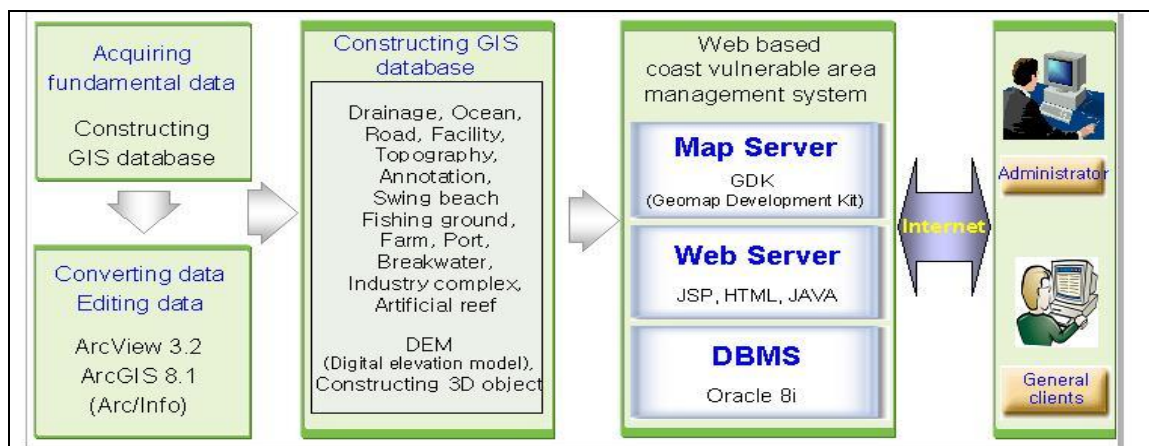 Acquiring
fundamental data
Constructing
GIS database
Converting data
Editing data
ArcView 3.2
ArcGIS 8.1
(Arc/Info)
Constructing GIS
database
Drainage, Ocean,
Road, Facility,
Topography,
Annotation,
Swing beach
Fishing ground,
Farm, Port,
Breakwater,
Industry complex,
Artificial reef
DEM
(Digital elevation model),
Constructing 3D object
Web based
coast vulnerable area
management system
Map Server
GDK
(Geomap Development Kit)
Web Server
JSP, HTML, JAVA
DBMS
Oracle 8i
Internet
Administrator
General
clients